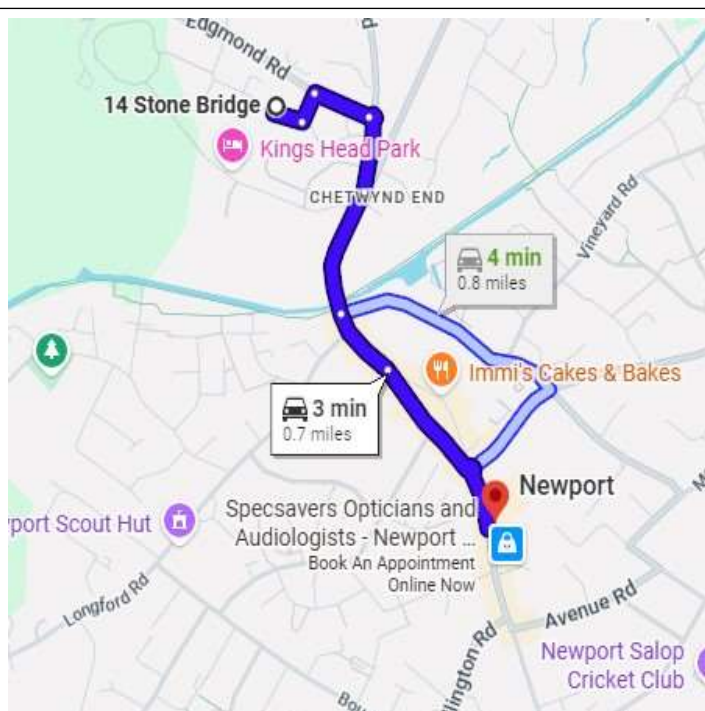 Edgmond Rd
14 Stone Bridge
Kings Head Park
CHETWYND END
Vineyard Rd
4 min
0.8 miles
Immi's Cakes & Bakes
3 min
0.7 miles
Newport
Specsavers Opticians and
Audiologists - Newport ...
Book An Appointment
Online Now
port Scout Hut
Longford Rd
Avenue Rd
lington Rd
Newport Salop
Cricket Club